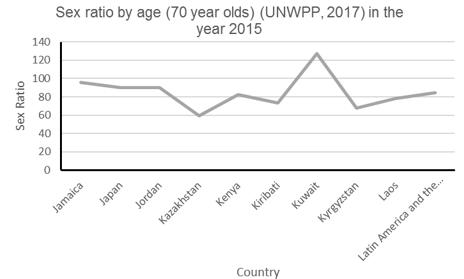 Sex ratio by age (70 year olds) (UNWPP, 2017) in the
year 2015
140
120
100
80
60
40
20
0
Sex Ratio
Jamaica
Japan
Jordan
Kazakhstan
Kenya
Kiribati
Kuwait
Kyrgyzstan
Laos
Latin America and the...
Country